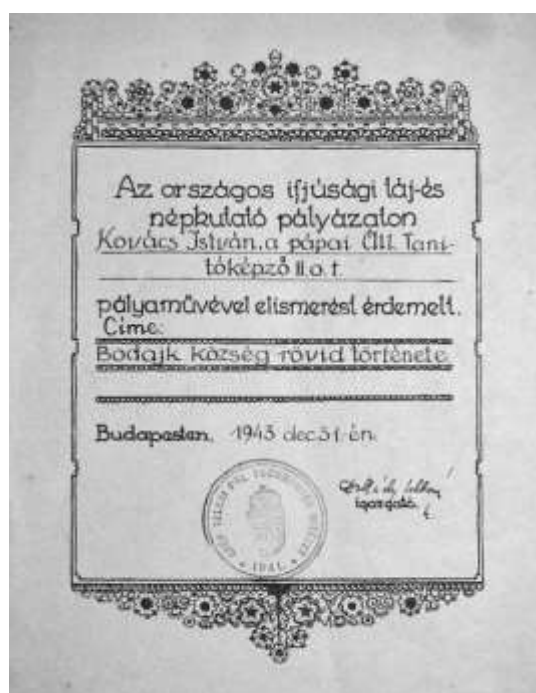 Az országos ifjúsági táj-és
népkutató pályázaton
Kovács István, a pápai Áll. Taní-
tóképző II. o. t.
pályaművével elismerést érdemelt.
Címe:
Bodajk község rövid története
Budapesten, 1943 dec 31-én.
igazgató.
1941.